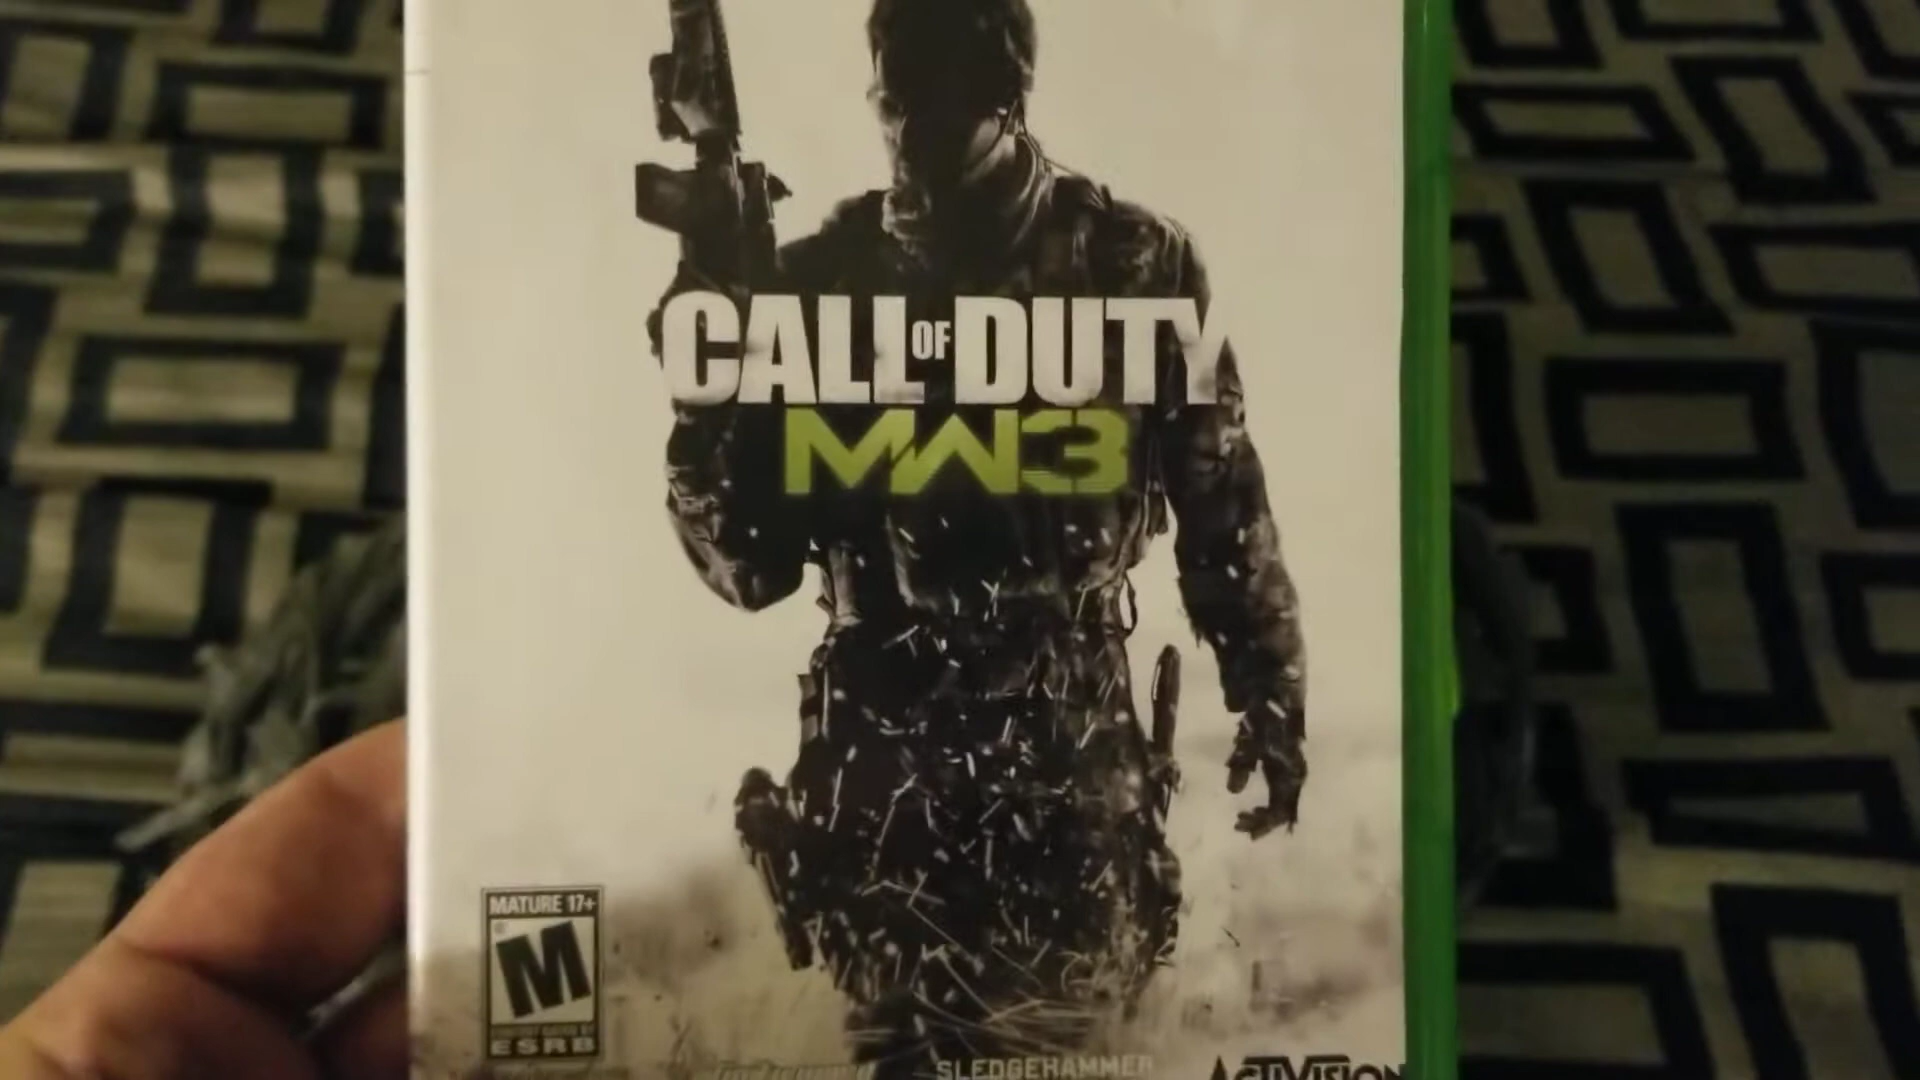 CALL OF DUTY
MW3
MATURE 17+
M
ESRB
SLEDGEHAMMER
ACTIVISION